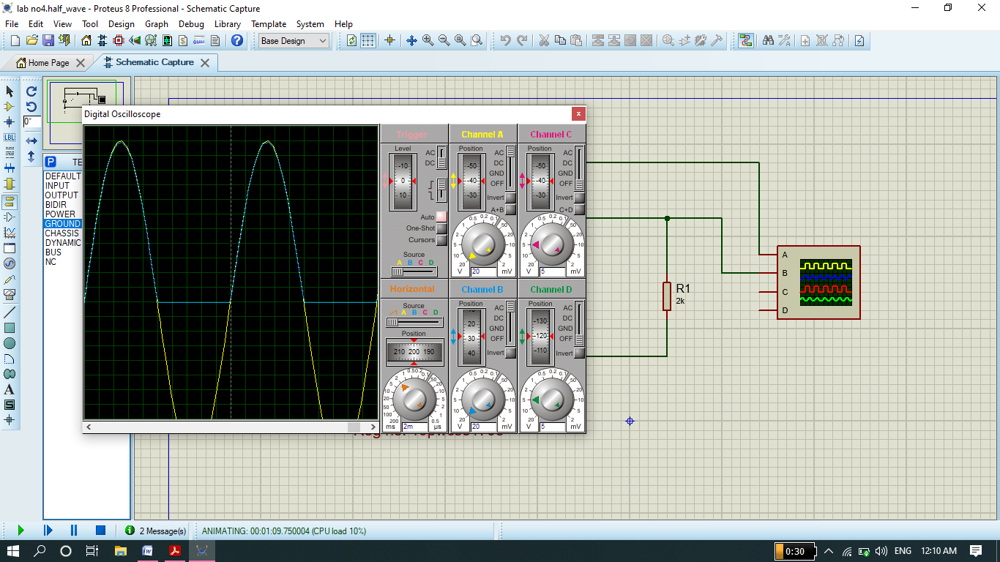 lab no4.half_wave - Proteus 8 Professional - Schematic Capture
File Edit View Tool Design Graph Debug Library Template System Help
Base Design
Home Page
Schematic Capture
0°
LBL
P
TE
DEFAULT
INPUT
OUTPUT
BIDIR
POWER
GROUND
CHASSIS
DYNAMIC
BUS
NC
Digital Oscilloscope
Trigger
Level
AC
DC
-10
0
10
Auto
One-Shot
Cursors
Source
A B C D
Channel A
Position
AC
DC
GND
OFF
-50
-40
-30
Invert
A+B
V
20
mV
Channel C
Position
AC
DC
GND
OFF
-50
-40
-30
Invert
C+D
V
5
mV
Horizontal
Source
A B C D
Position
210 200 190
ms
2m
µs
Channel B
Position
AC
DC
GND
OFF
20
30
40
Invert
V
20
mV
Channel D
Position
AC
DC
GND
OFF
-130
-120
-110
Invert
V
5
mV
R1
2k
A
B
C
D
2 Message(s)
ANIMATING: 00:01:09.750004 (CPU load 10%)
0:30
ENG
12:10 AM